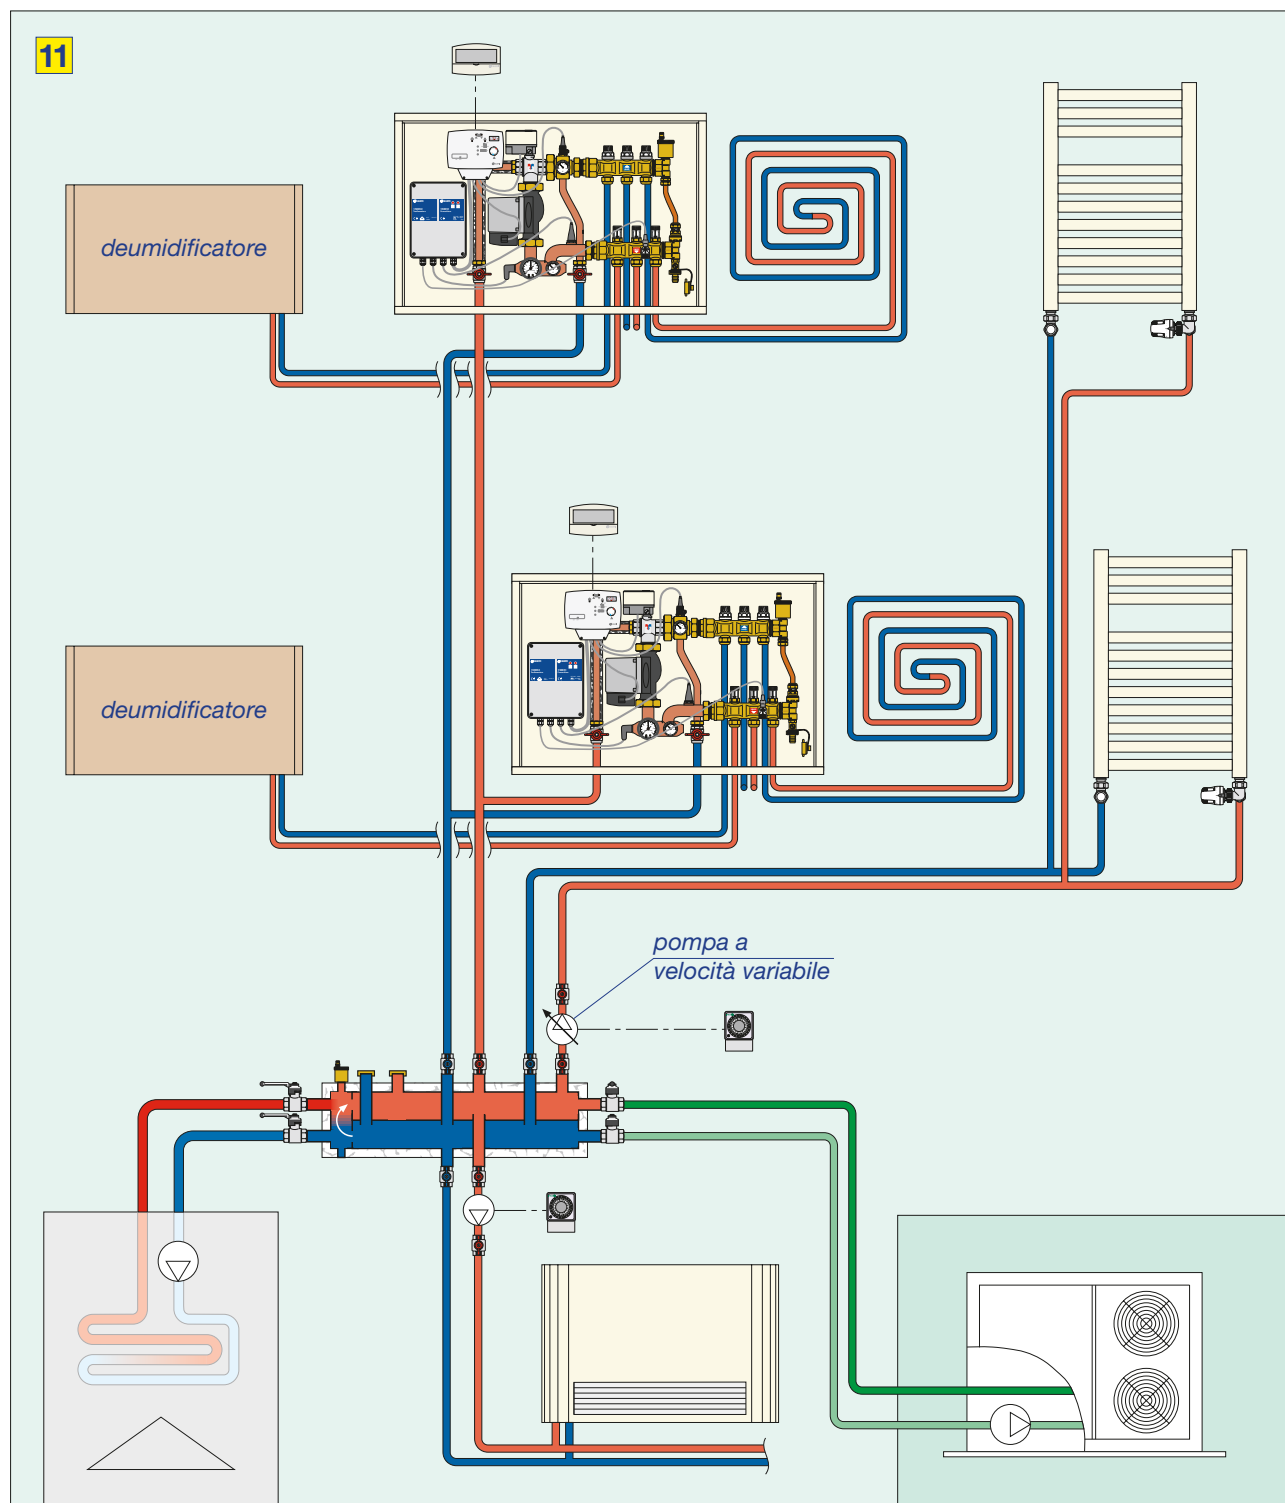 11
deumidificatore
deumidificatore
pompa a
velocità variabile